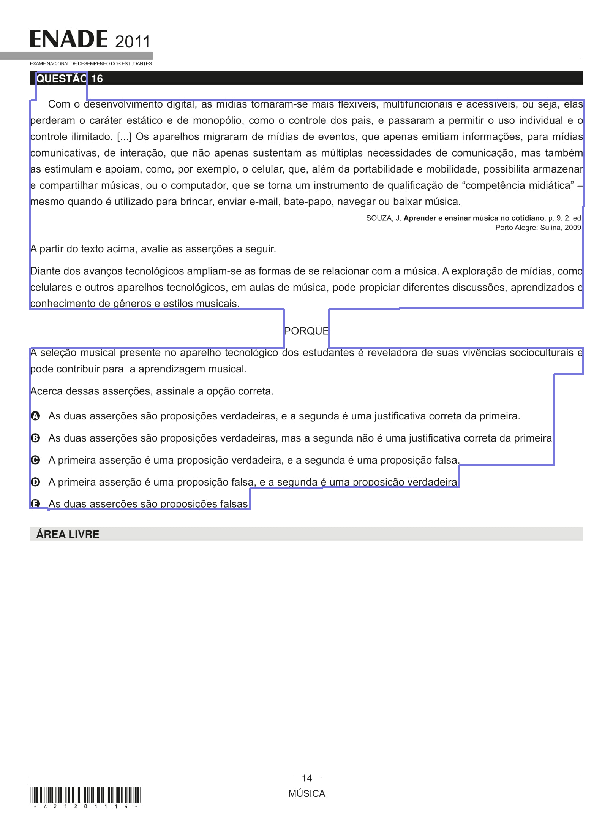 ENADE 2011
EXAME NACIONAL DE DESEMPENHO DOS ESTUDANTES
QUESTÃO 16
Com o desenvolvimento digital, as mídias tornaram-se mais flexíveis, multifuncionais e acessíveis, ou seja, elas
perderam o caráter estático e de monopólio, como o controle dos pais, e passaram a permitir o uso individual e o
controle ilimitado. [...] Os aparelhos migraram de mídias de eventos, que apenas emitiam informações, para mídias
comunicativas, de interação, que não apenas sustentam as múltiplas necessidades de comunicação, mas também
as estimulam e apoiam, como, por exemplo, o celular, que, além da portabilidade e mobilidade, possibilita armazenar
e compartilhar músicas, ou o computador, que se torna um instrumento de qualificação de “competência midiática” –
mesmo quando é utilizado para brincar, enviar e-mail, bate-papo, navegar ou baixar música.
SOUZA, J. Aprender e ensinar música no cotidiano. p. 9, 2. ed.
Porto Alegre: Sulina, 2009.
A partir do texto acima, avalie as asserções a seguir.
Diante dos avanços tecnológicos ampliam-se as formas de se relacionar com a música. A exploração de mídias, como
celulares e outros aparelhos tecnológicos, em aulas de música, pode propiciar diferentes discussões, aprendizados e
conhecimento de gêneros e estilos musicais.
PORQUE
A seleção musical presente no aparelho tecnológico dos estudantes é reveladora de suas vivências socioculturais e
pode contribuir para a aprendizagem musical.
Acerca dessas asserções, assinale a opção correta.
A As duas asserções são proposições verdadeiras, e a segunda é uma justificativa correta da primeira.
B As duas asserções são proposições verdadeiras, mas a segunda não é uma justificativa correta da primeira.
C A primeira asserção é uma proposição verdadeira, e a segunda é uma proposição falsa.
D A primeira asserção é uma proposição falsa, e a segunda é uma proposição verdadeira.
E As duas asserções são proposições falsas.
ÁREA LIVRE
14
MÚSICA